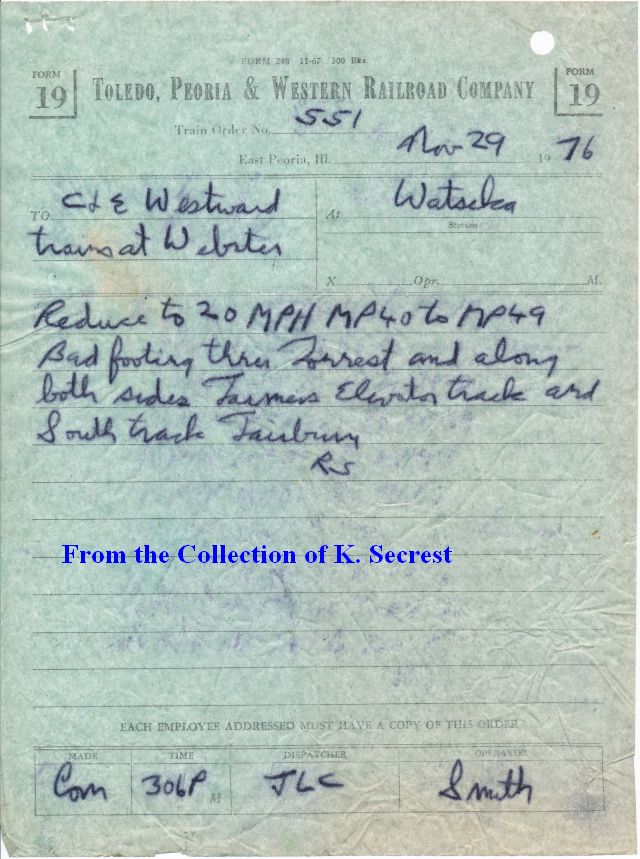 FORM 248 11-67 500 Bks
FORM 19 TOLEDO, PEORIA & WESTERN RAILROAD COMPANY FORM 19
Train Order No. 551
East Peoria, Ill. Nov 29 19 76
TO C & E Westward At Watseka
Station
trains at Webster
X Opr. M.
Reduce to 20 MPH MP40 to MP49
Bad footing thru Forrest and along
both sides Farmers Elevator track and
South track Fairbury
RS
From the Collection of K. Secrest
EACH EMPLOYEE ADDRESSED MUST HAVE A COPY OF THIS ORDER
MADE TIME DISPATCHER OPERATOR
Com 306P M JLC Smith